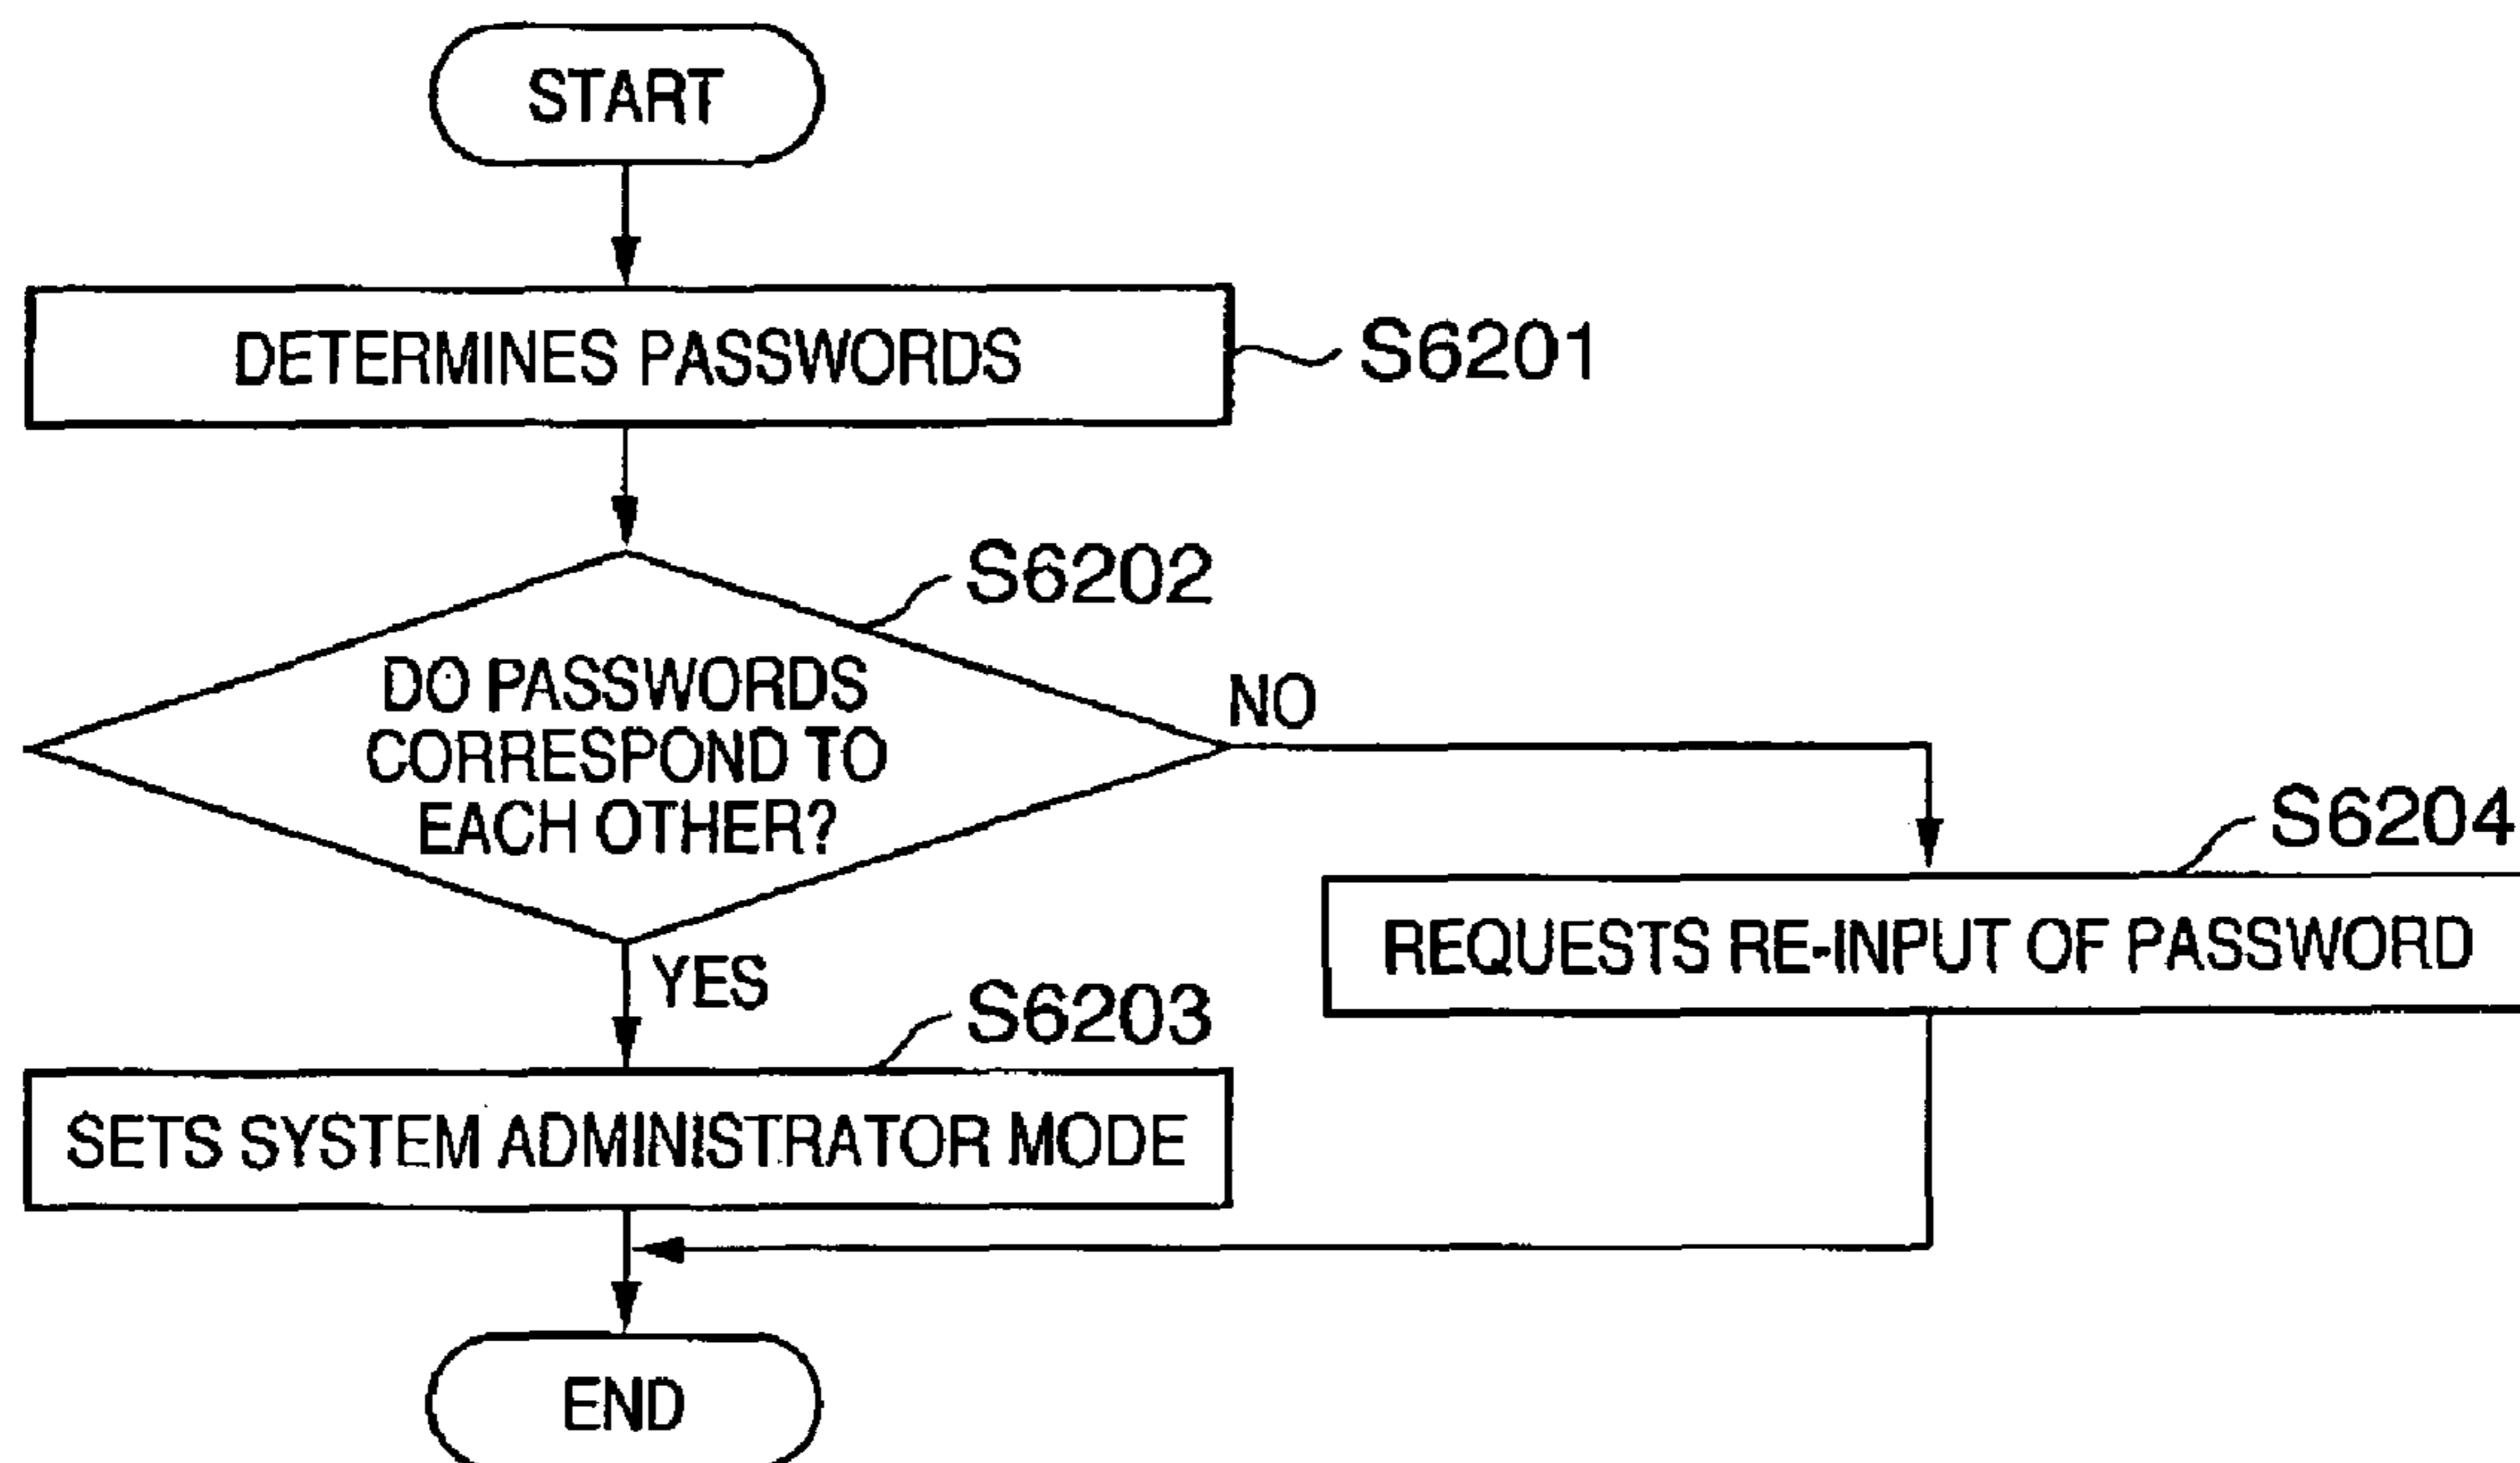 START
DETERMINES PASSWORDS
S6201
S6202
DO PASSWORDS
CORRESPOND TO
EACH OTHER?
NO
YES
S6204
REQUESTS RE-INPUT OF PASSWORD
S6203
SETS SYSTEM ADMINISTRATOR MODE
END